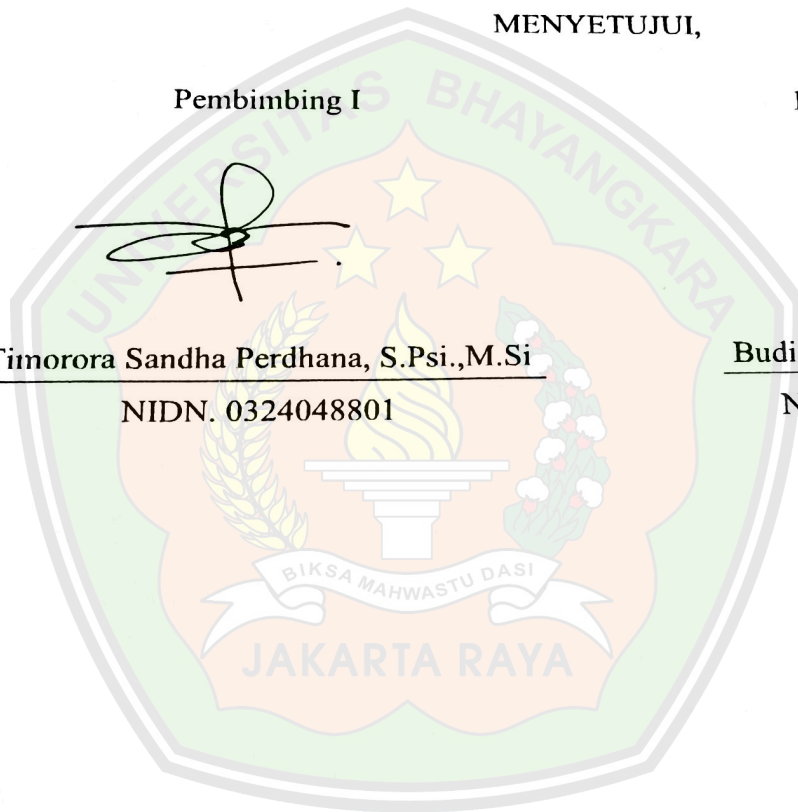 MENYETUJUI,
Pembimbing I
Timorora Sandha Perdhana, S.Psi.,M.Si
Budi
NIDN. 0324048801
N
UNIVERSITAS BHAYANGKARA
BIKSA MAHWASTU DASI
JAKARTA RAYA